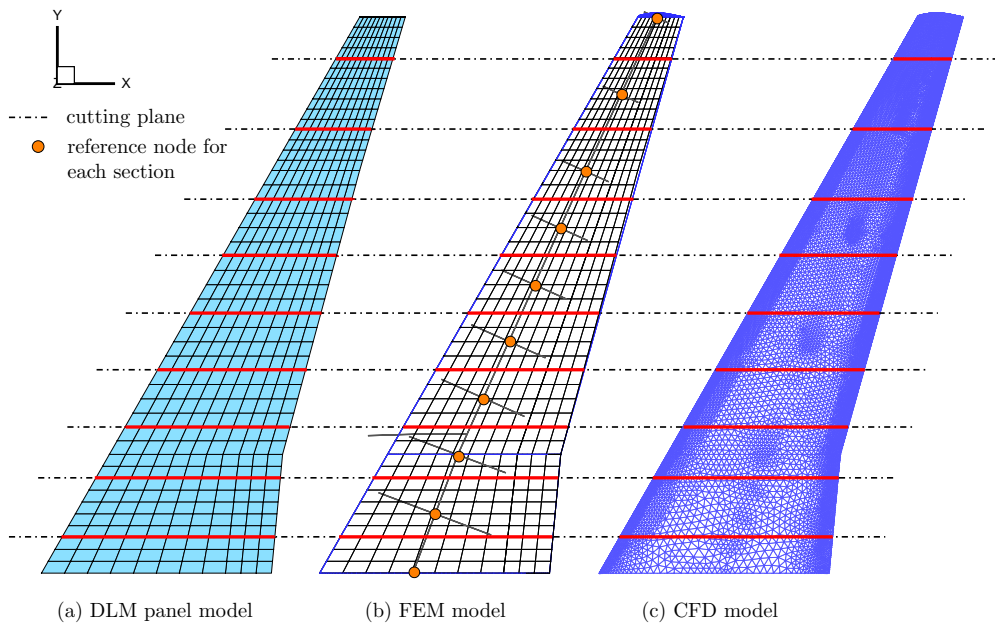 Y
Z
X
cutting plane
reference node for
each section
(a) DLM panel model
(b) FEM model
(c) CFD model